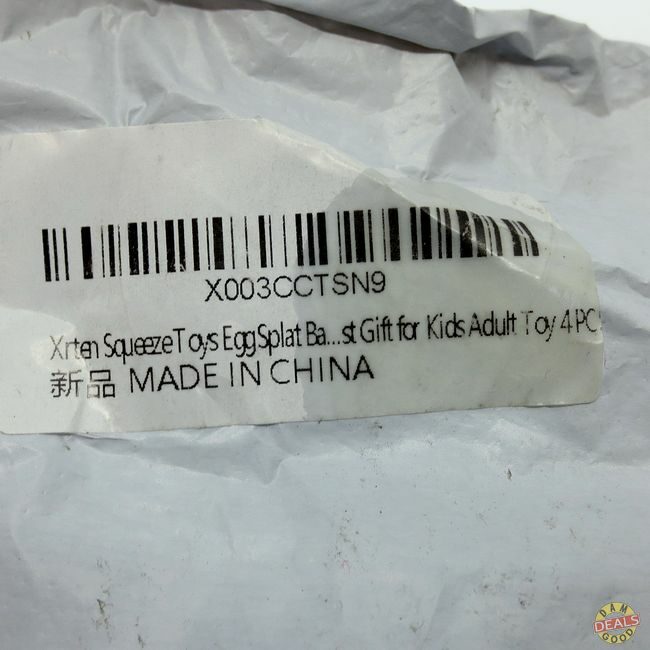 X003CCTSN9
Xrten Squeeze Toys Egg Splat Ba...st Gift for Kids Adult Toy 4 PC
新品 MADE IN CHINA
DAM
DEALS
GOOD